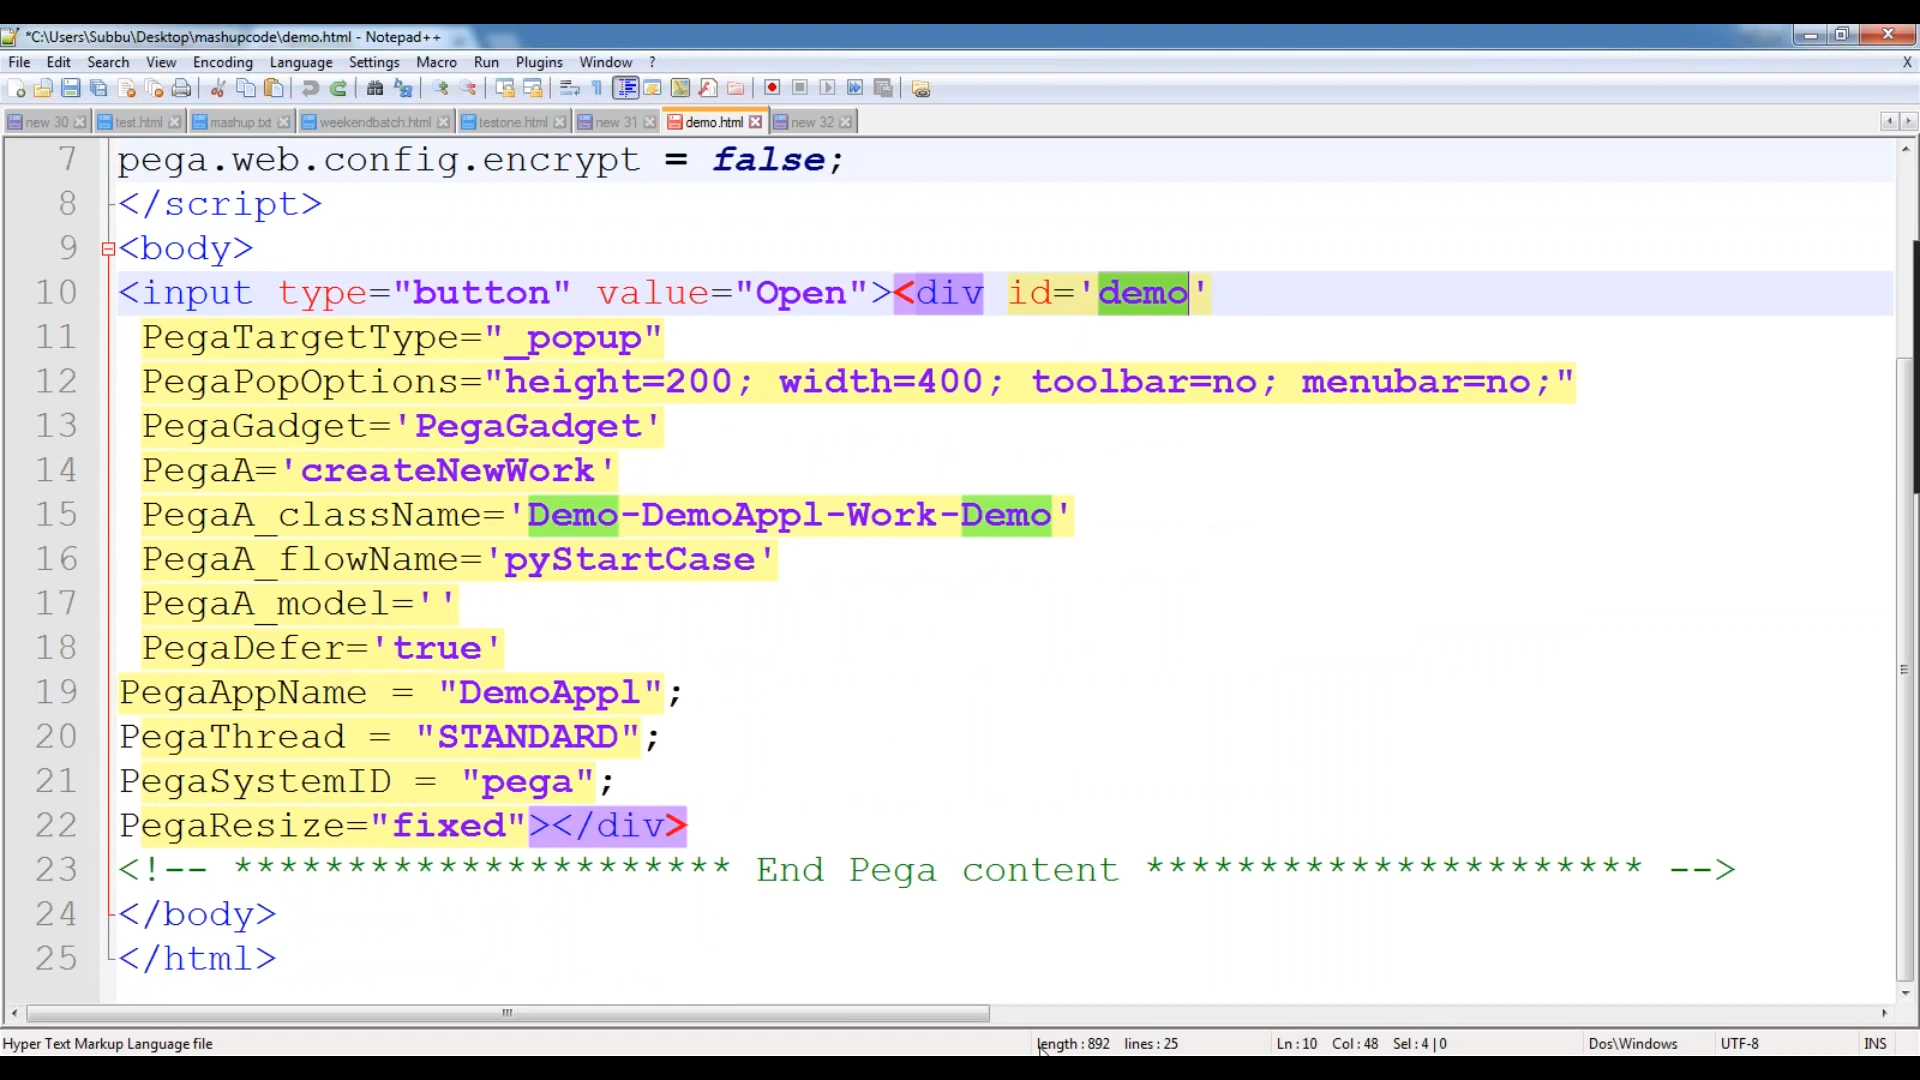 *C:\Users\Subbu\Desktop\mashupcode\demo.html - Notepad++
File Edit Search View Encoding Language Settings Macro Run Plugins Window ? X
new 30 test.html mashup.txt weekendbatch.html testone.html new 31 demo.html new 32
7 pega.web.config.encrypt = false;
8 </script>
9 <body>
10 <input type="button" value="Open"><div id='demo'
11 PegaTargetType="_popup"
12 PegaPopOptions="height=200; width=400; toolbar=no; menubar=no;"
13 PegaGadget='PegaGadget'
14 PegaA='createNewWork'
15 PegaA_className='Demo-DemoAppl-Work-Demo'
16 PegaA_flowName='pyStartCase'
17 PegaA_model=''
18 PegaDefer='true'
19 PegaAppName = "DemoAppl";
20 PegaThread = "STANDARD";
21 PegaSystemID = "pega";
22 PegaResize="fixed"></div>
23 <!-- ********************** End Pega content ********************** -->
24 </body>
25 </html>
Hyper Text Markup Language file length : 892 lines : 25 Ln : 10 Col : 48 Sel : 4 | 0 Dos\Windows UTF-8 INS